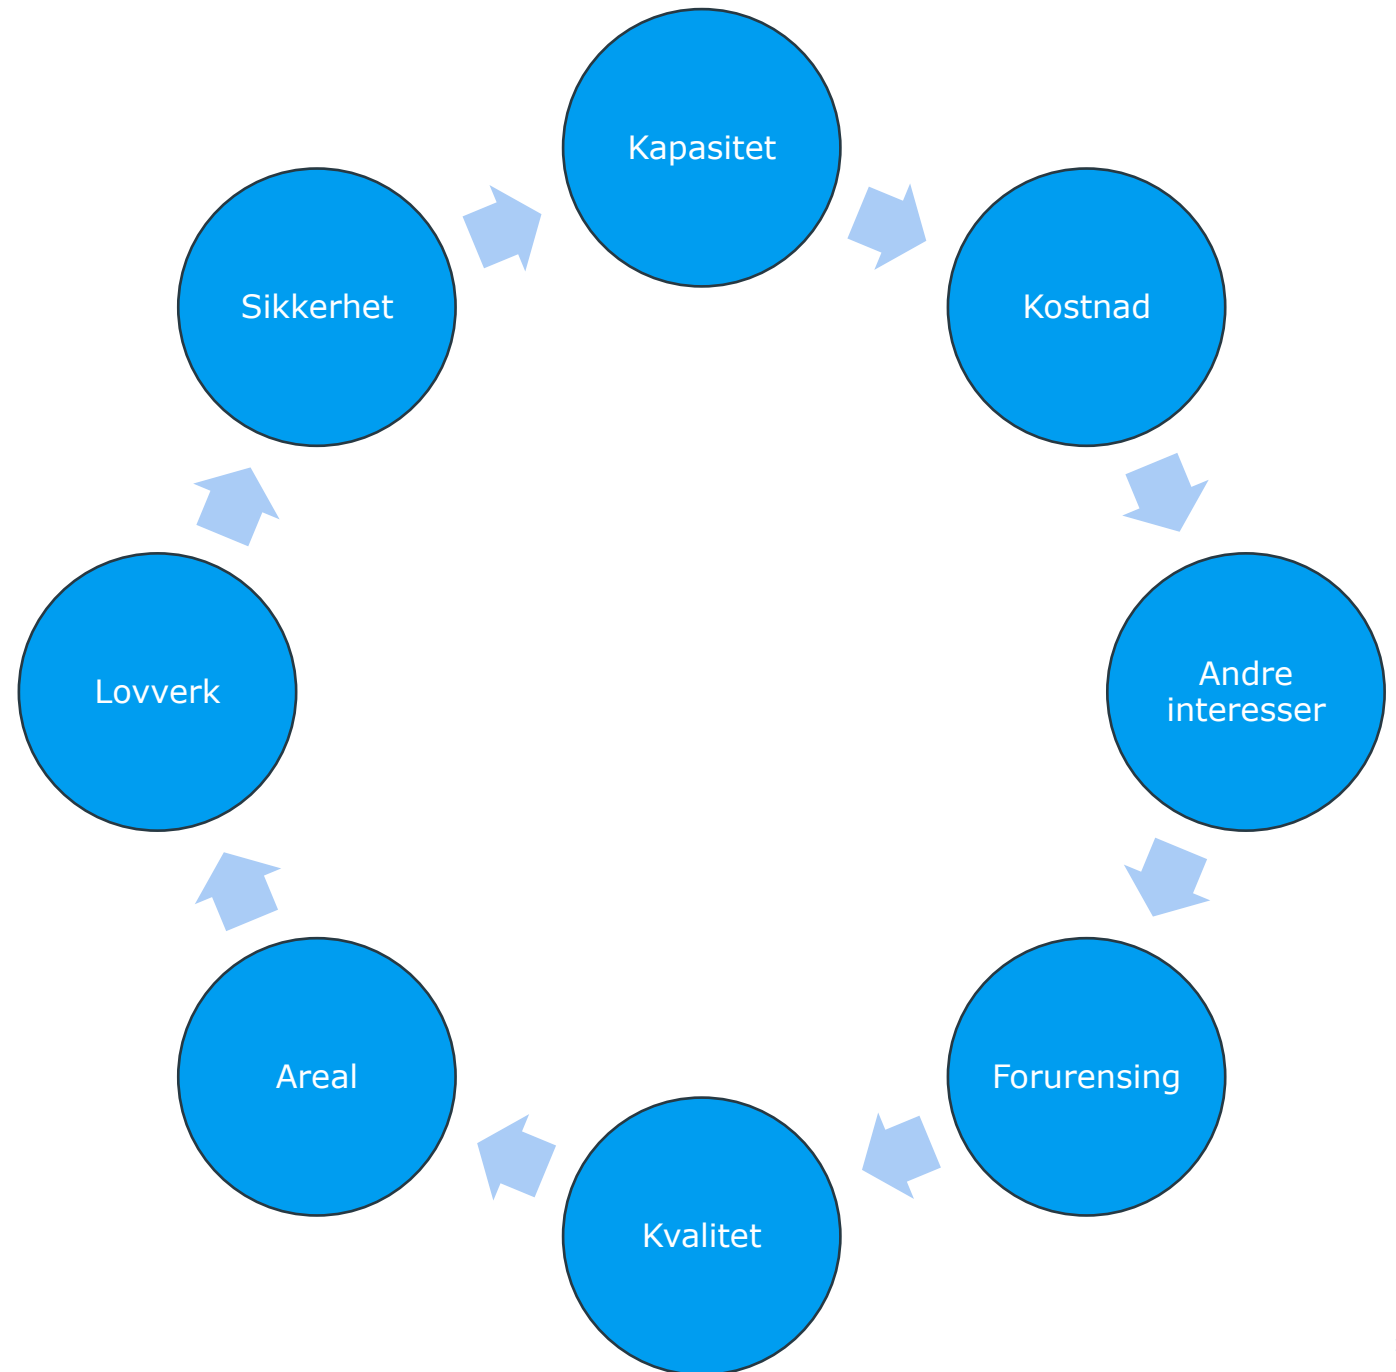 Kapasitet
Kostnad
Andre
interesser
Forurensing
Kvalitet
Areal
Lovverk
Sikkerhet